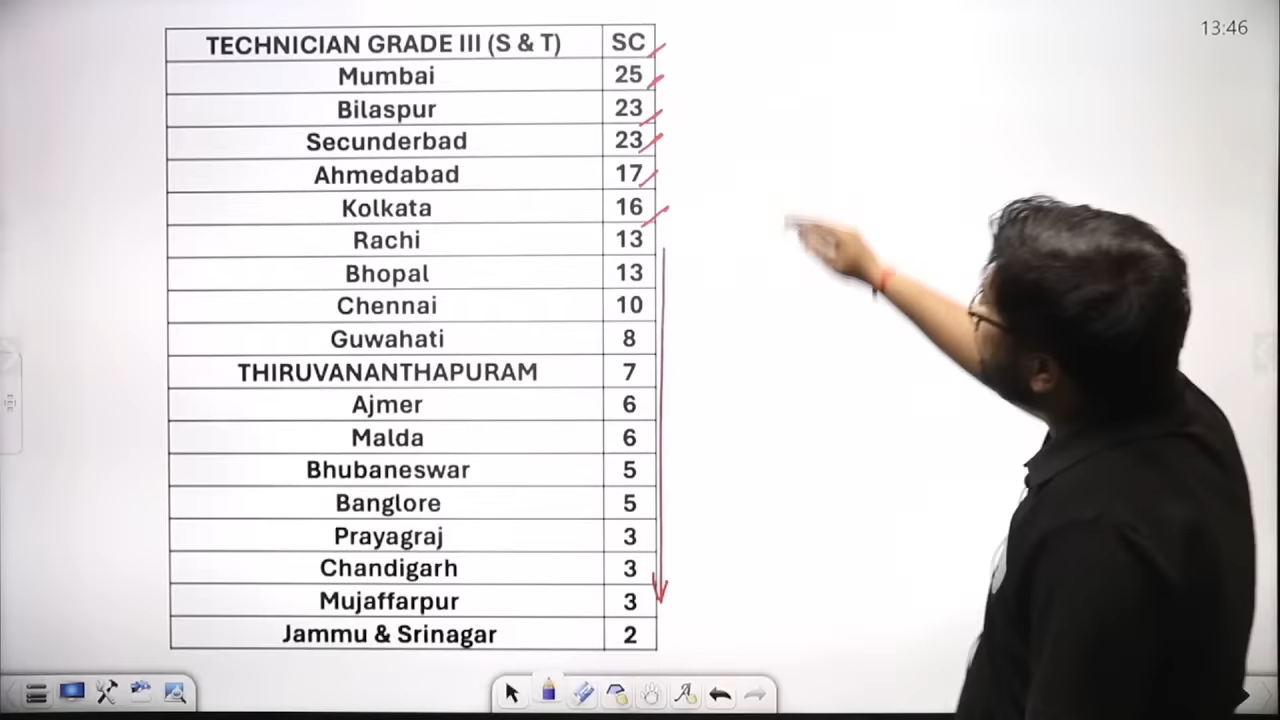 13:46
TECHNICIAN GRADE III (S & T) SC
Mumbai 25
Bilaspur 23
Secunderbad 23
Ahmedabad 17
Kolkata 16
Rachi 13
Bhopal 13
Chennai 10
Guwahati 8
THIRUVANANTHAPURAM 7
Ajmer 6
Malda 6
Bhubaneswar 5
Banglore 5
Prayagraj 3
Chandigarh 3
Mujaffarpur 3
Jammu & Srinagar 2